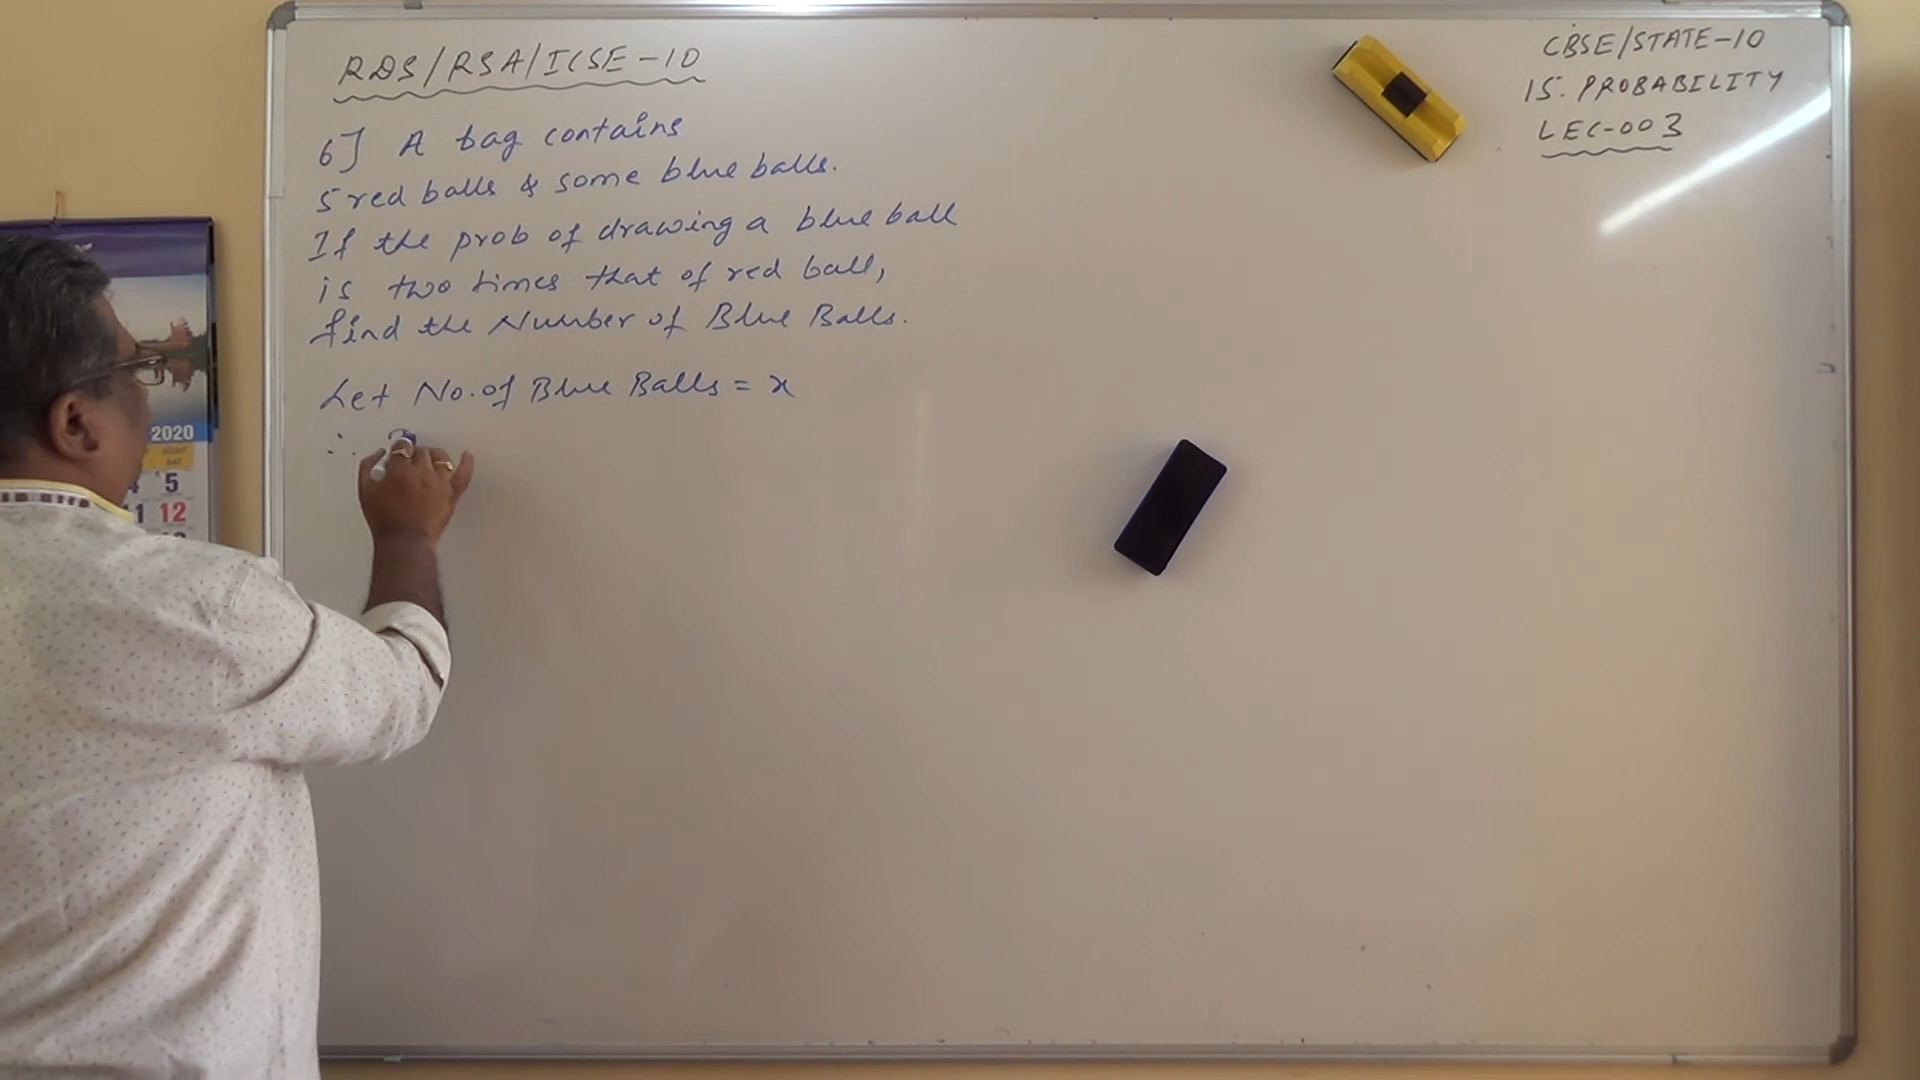 RDS/RSA/ICSE-10
6] A bag contains
5 red balls & some blue balls.
If the prob of drawing a blue ball
is two times that of red ball,
find the Number of Blue Balls.
Let No. of Blue Balls = x
∴
CBSE/STATE-10
15. PROBABILITY
LEC-003
2020
4 5
11 12